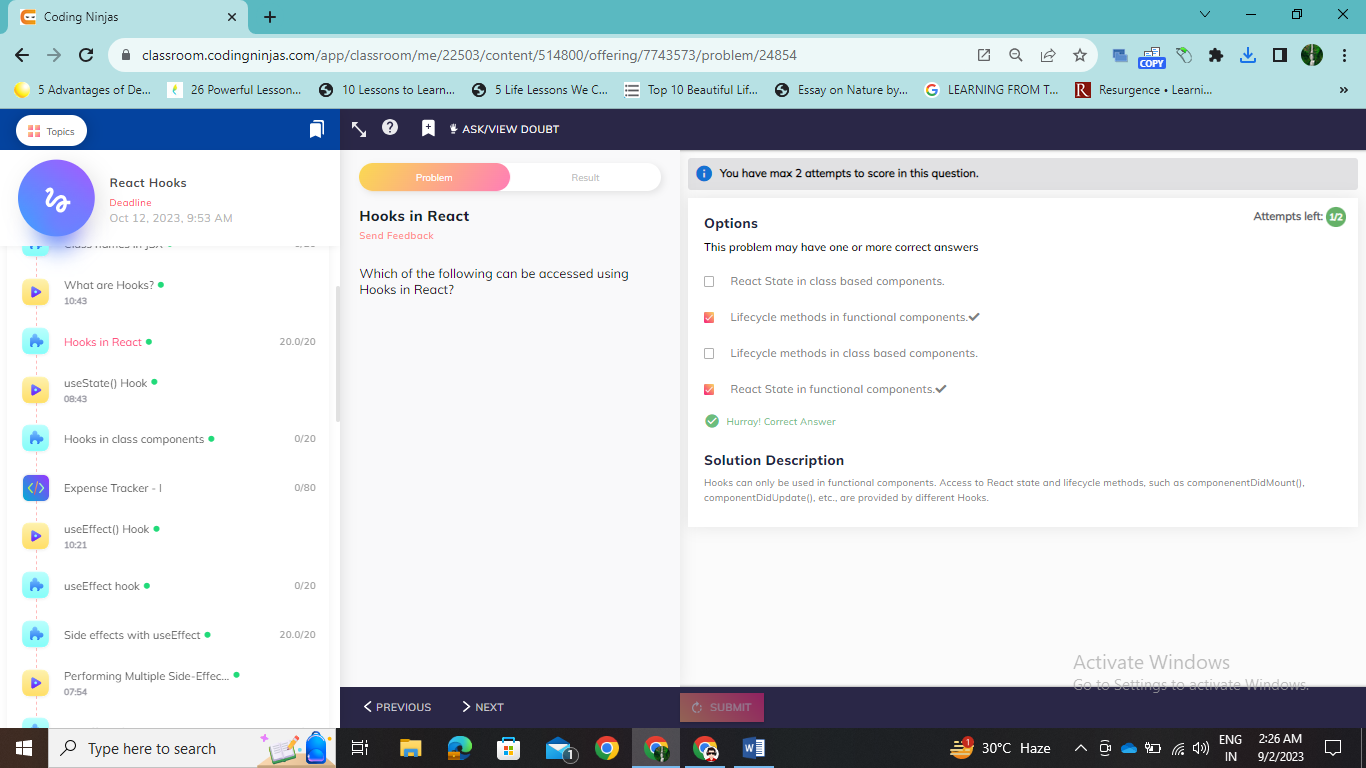 Coding Ninjas
classroom.codingninjas.com/app/classroom/me/22503/content/514800/offering/7743573/problem/24854
COPY
5 Advantages of De...
26 Powerful Lesson...
10 Lessons to Learn...
5 Life Lessons We C...
Top 10 Beautiful Lif...
Essay on Nature by...
LEARNING FROM T...
Resurgence • Learni...
»
Topics
ASK/VIEW DOUBT
React Hooks
Deadline
Oct 12, 2023, 9:53 AM
What are Hooks?
10:43
Hooks in React
20.0/20
useState() Hook
08:43
Hooks in class components
0/20
Expense Tracker - I
0/80
useEffect() Hook
10:21
useEffect hook
0/20
Side effects with useEffect
20.0/20
Performing Multiple Side-Effec...
07:54
Problem
Result
Hooks in React
Send Feedback
Which of the following can be accessed using
Hooks in React?
PREVIOUS
NEXT
You have max 2 attempts to score in this question.
Options
Attempts left: 1/2
This problem may have one or more correct answers
React State in class based components.
Lifecycle methods in functional components.
Lifecycle methods in class based components.
React State in functional components.
Hurray! Correct Answer
Solution Description
Hooks can only be used in functional components. Access to React state and lifecycle methods, such as componenentDidMount(),
componentDidUpdate(), etc., are provided by different Hooks.
Activate Windows
Go to Settings to activate Windows.
SUBMIT
Type here to search
1
1
30°C Haze
ENG
IN
2:26 AM
9/2/2023